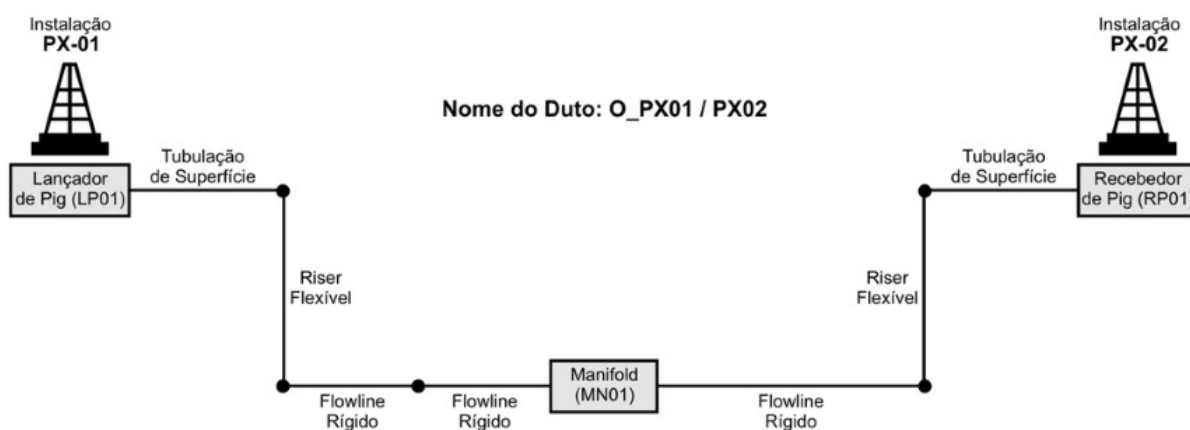 Instalação
PX-01
Instalação
PX-02
Nome do Duto: O_PX01 / PX02
Lançador
de Pig (LP01)
Tubulação
de Superfície
Tubulação
de Superfície
Recebedor
de Pig (RP01)
Riser
Flexível
Riser
Flexível
Flowline
Rígido
Flowline
Rígido
Manifold
(MN01)
Flowline
Rígido